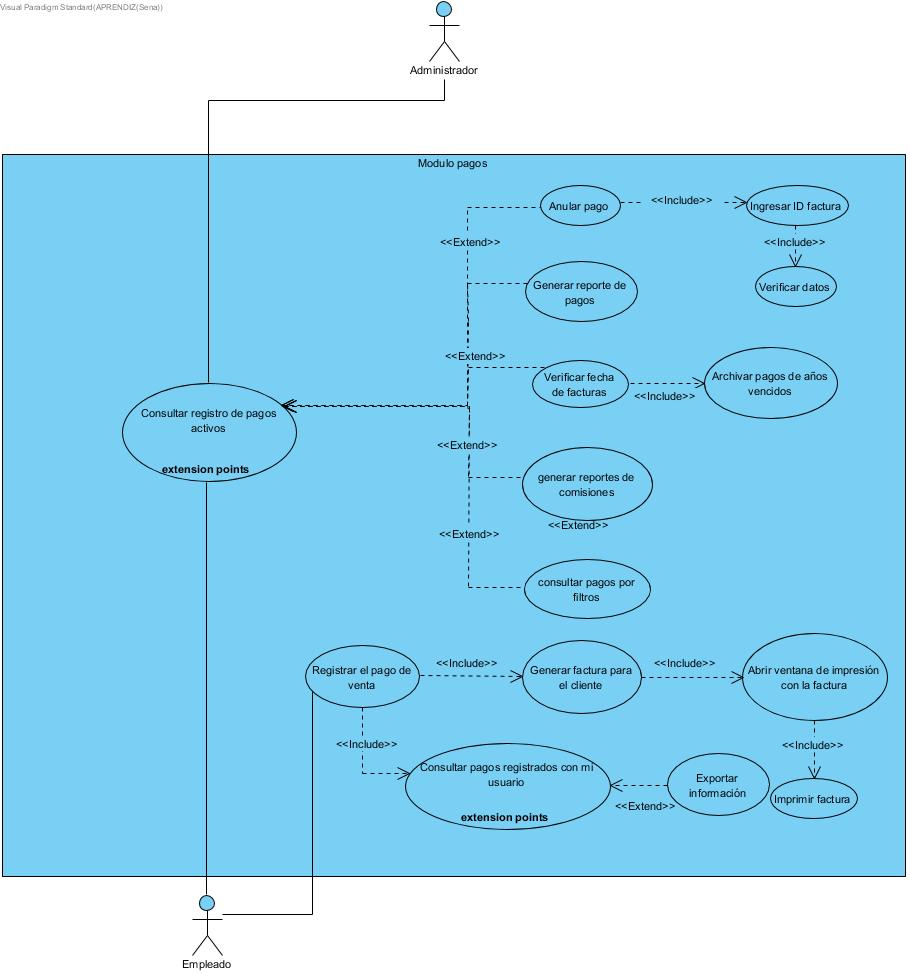 Visual Paradigm Standard(APRENDIZ(Sena))
Administrador
Modulo pagos
Anular pago
<<Include>>
Ingresar ID factura
<<Extend>>
<<Include>>
Generar reporte de
pagos
Verificar datos
<<Extend>>
Verificar fecha
de facturas
<<Include>>
Archivar pagos de años
vencidos
Consultar registro de pagos
activos
extension points
<<Extend>>
generar reportes de
comisiones
<<Extend>>
<<Extend>>
consultar pagos por
filtros
Registrar el pago de
venta
<<Include>>
Generar factura para
el cliente
<<Include>>
Abrir ventana de impresión
con la factura
<<Include>>
<<Include>>
Consultar pagos registrados con mi
usuario
extension points
Exportar
información
<<Extend>>
Imprimir factura
Empleado